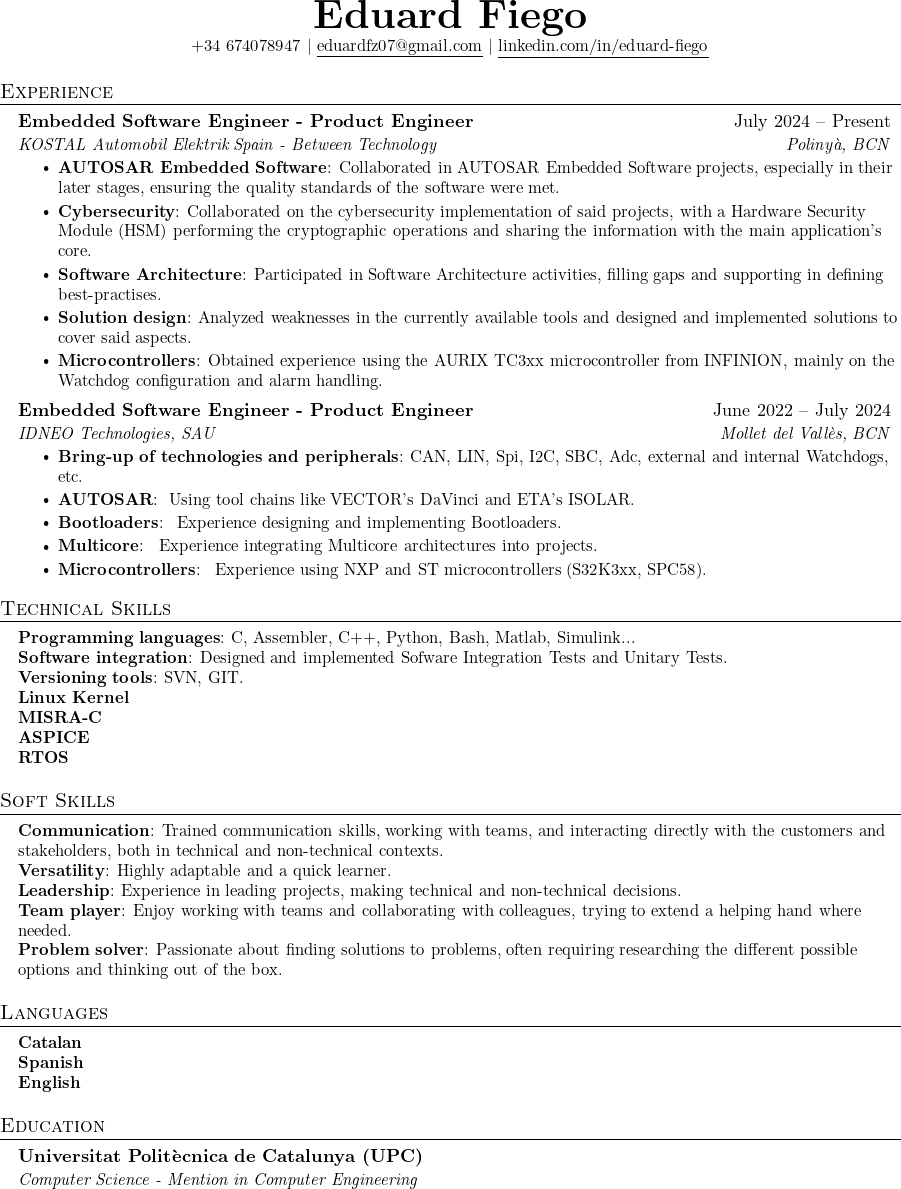 Eduard Fiego
+34 674078947 | eduardfz07@gmail.com | linkedin.com/in/eduard-fiego
Experience
Embedded Software Engineer - Product Engineer July 2024 – Present
KOSTAL Automobil Elektrik Spain - Between Technology Polinyà, BCN
• AUTOSAR Embedded Software: Collaborated in AUTOSAR Embedded Software projects, especially in their
later stages, ensuring the quality standards of the software were met.
• Cybersecurity: Collaborated on the cybersecurity implementation of said projects, with a Hardware Security
Module (HSM) performing the cryptographic operations and sharing the information with the main application's
core.
• Software Architecture: Participated in Software Architecture activities, filling gaps and supporting in defining
best-practises.
• Solution design: Analyzed weaknesses in the currently available tools and designed and implemented solutions to
cover said aspects.
• Microcontrollers: Obtained experience using the AURIX TC3xx microcontroller from INFINION, mainly on the
Watchdog configuration and alarm handling.
Embedded Software Engineer - Product Engineer June 2022 – July 2024
IDNEO Technologies, SAU Mollet del Vallès, BCN
• Bring-up of technologies and peripherals: CAN, LIN, Spi, I2C, SBC, Adc, external and internal Watchdogs,
etc.
• AUTOSAR: Using tool chains like VECTOR's DaVinci and ETA's ISOLAR.
• Bootloaders: Experience designing and implementing Bootloaders.
• Multicore: Experience integrating Multicore architectures into projects.
• Microcontrollers: Experience using NXP and ST microcontrollers (S32K3xx, SPC58).
Technical Skills
Programming languages: C, Assembler, C++, Python, Bash, Matlab, Simulink...
Software integration: Designed and implemented Sofware Integration Tests and Unitary Tests.
Versioning tools: SVN, GIT.
Linux Kernel
MISRA-C
ASPICE
RTOS
Soft Skills
Communication: Trained communication skills, working with teams, and interacting directly with the customers and
stakeholders, both in technical and non-technical contexts.
Versatility: Highly adaptable and a quick learner.
Leadership: Experience in leading projects, making technical and non-technical decisions.
Team player: Enjoy working with teams and collaborating with colleagues, trying to extend a helping hand where
needed.
Problem solver: Passionate about finding solutions to problems, often requiring researching the different possible
options and thinking out of the box.
Languages
Catalan
Spanish
English
Education
Universitat Politècnica de Catalunya (UPC)
Computer Science - Mention in Computer Engineering